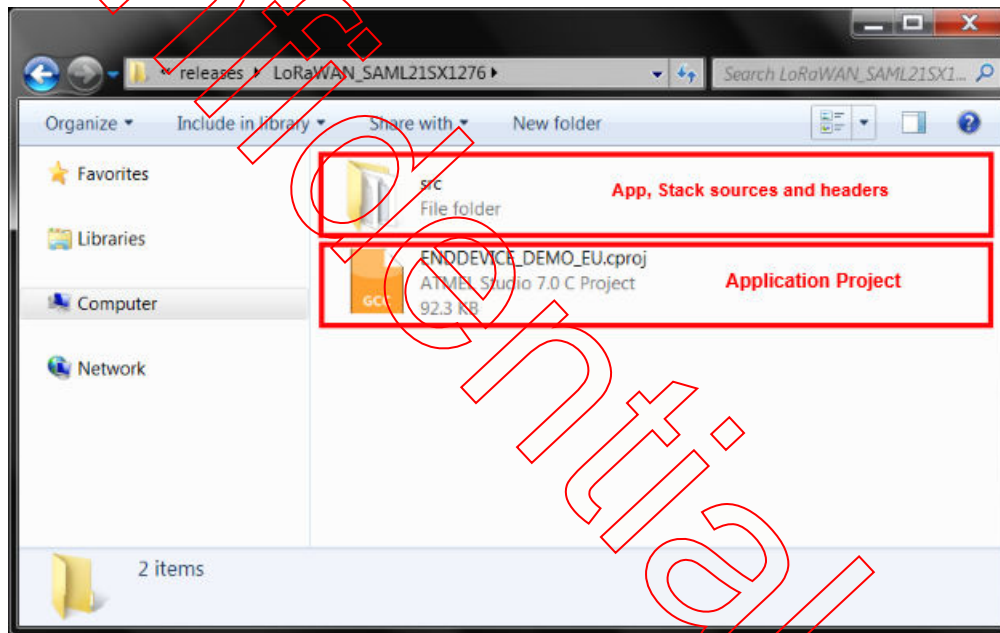 « releases ▸ LoRaWAN_SAML21SX1276 ▸
Search LoRaWAN_SAML21SX1...
Organize ▾ Include in library ▾ Share with ▾ New folder
Favorites
Libraries
Computer
Network
src
File folder
App, Stack sources and headers
ENDDEVICE_DEMO_EU.cproj
ATMEL Studio 7.0 C Project
92.3 KB
GCC
Application Project
2 items
Confidential